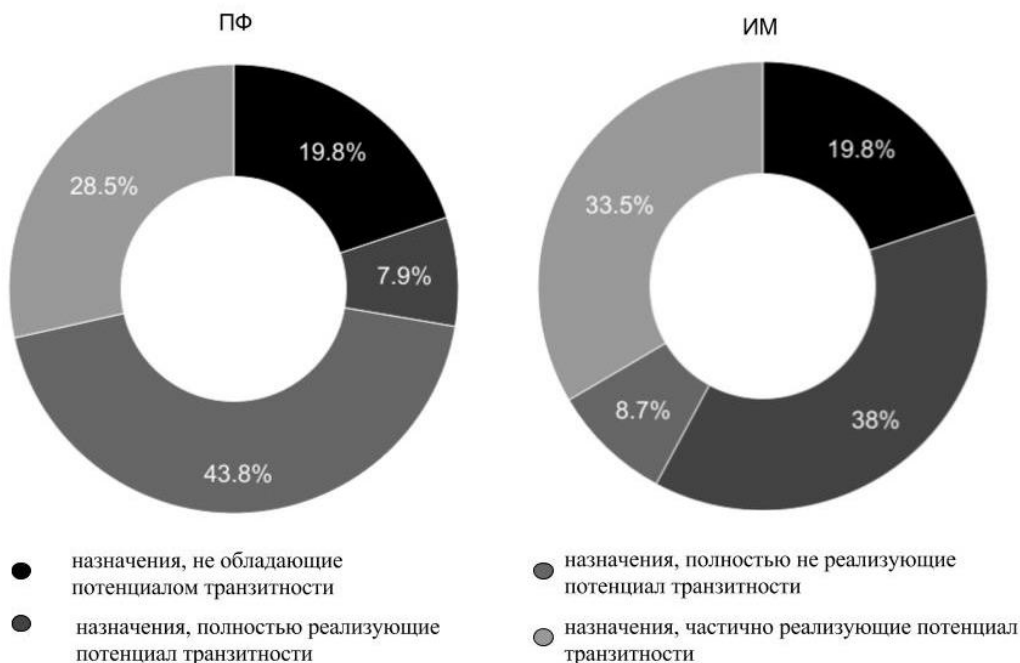 ПФ
19.8%
7.9%
43.8%
28.5%
ИМ
19.8%
38%
8.7%
33.5%
назначения, не обладающие
потенциалом транзитности
назначения, полностью реализующие
потенциал транзитности
назначения, полностью не реализующие
потенциал транзитности
назначения, частично реализующие потенциал
транзитности